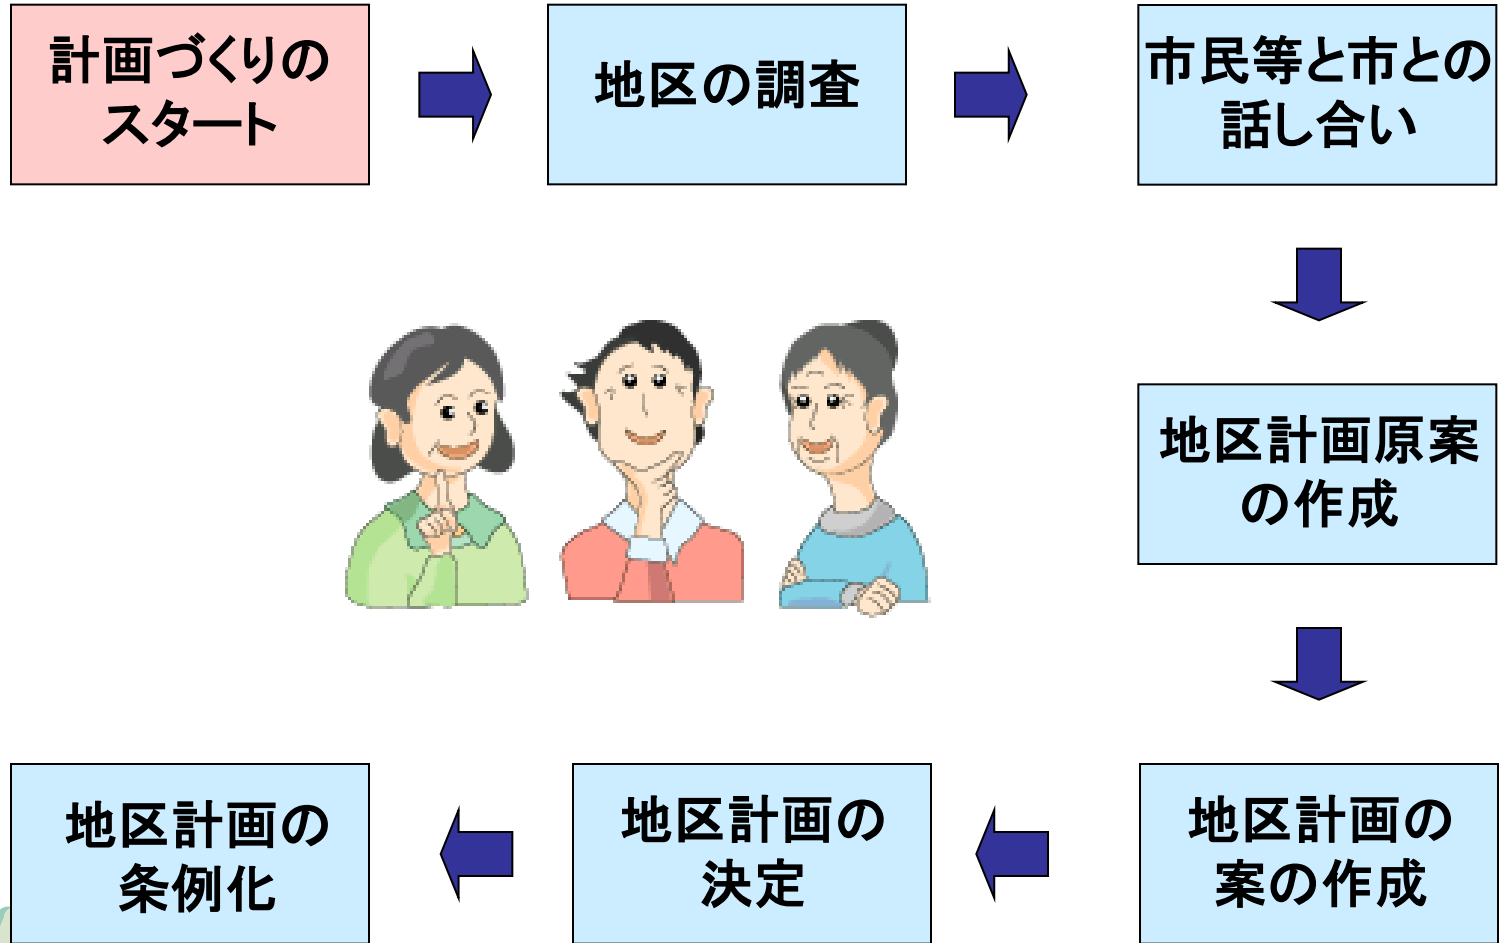 計画づくりの
スタート
地区の調査
市民等と市との
話し合い
地区計画原案
の作成
地区計画の
案の作成
地区計画の
決定
地区計画の
条例化